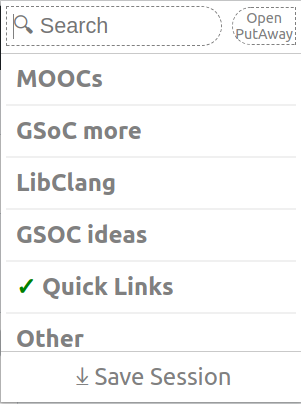 Search
Open
PutAway
MOOCs
GSoC more
LibClang
GSOC ideas
✓ Quick Links
Other
Save Session